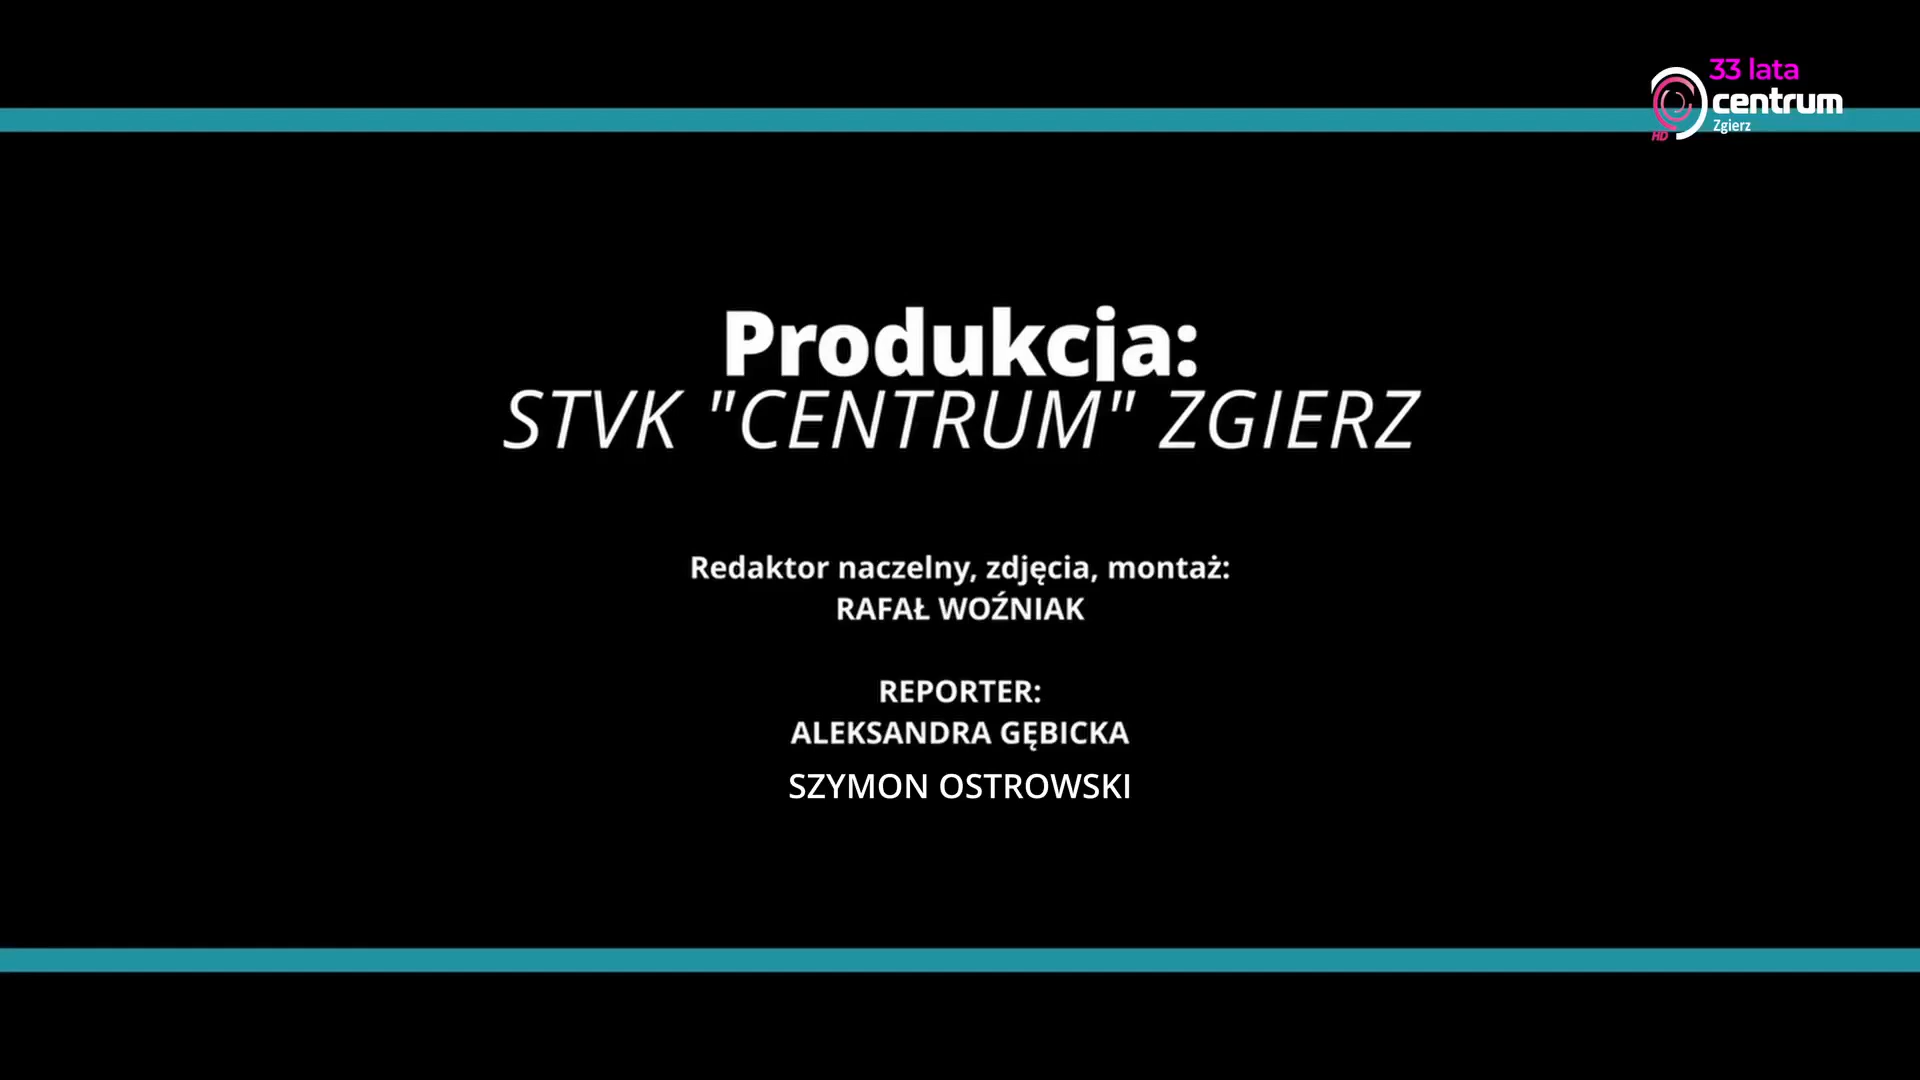 33 lata
centrum
Zgierz
HD
Produkcja:
STVK "CENTRUM" ZGIERZ
Redaktor naczelny, zdjęcia, montaż:
RAFAŁ WOŹNIAK
REPORTER:
ALEKSANDRA GĘBICKA
SZYMON OSTROWSKI